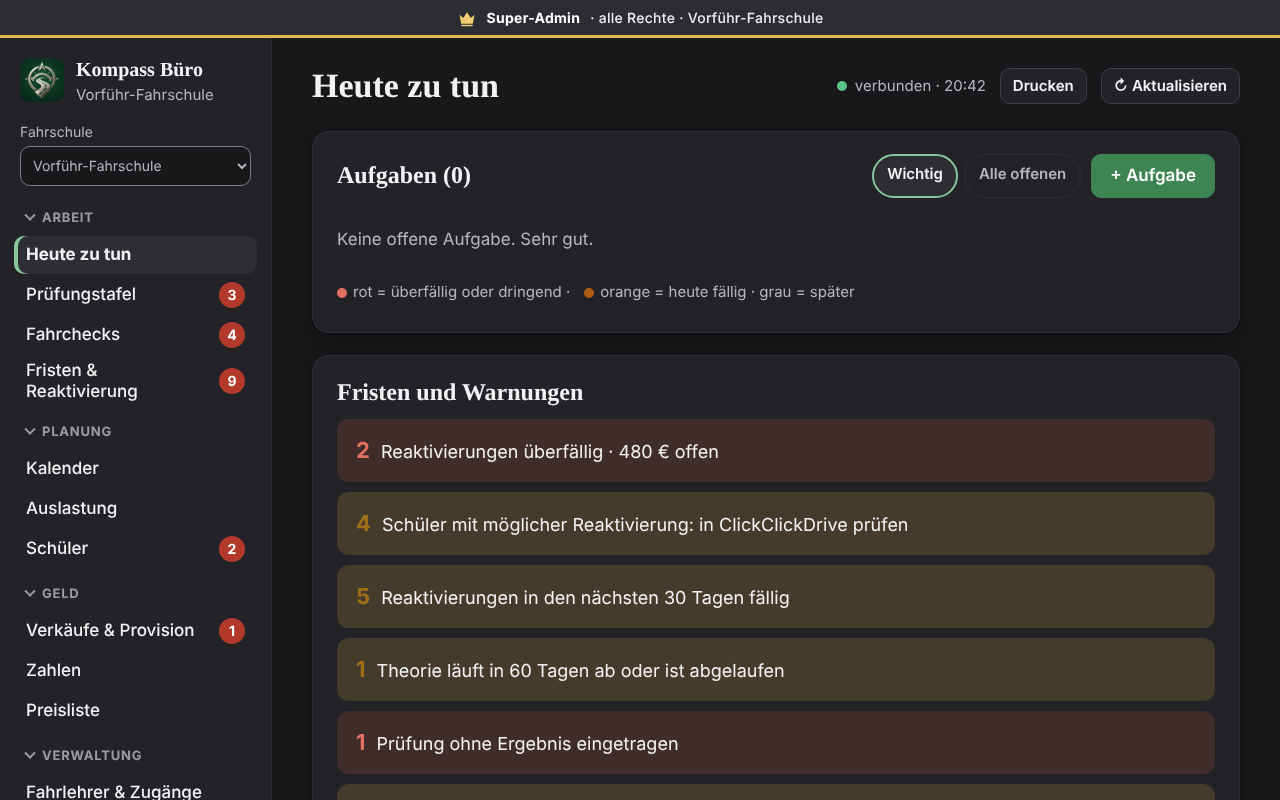 Super-Admin · alle Rechte · Vorführ-Fahrschule
Kompass Büro
Vorführ-Fahrschule
Fahrschule
Vorführ-Fahrschule
ARBEIT
Heute zu tun
Prüfungstafel 3
Fahrchecks 4
Fristen &
Reaktivierung 9
PLANUNG
Kalender
Auslastung
Schüler 2
GELD
Verkäufe & Provision 1
Zahlen
Preisliste
VERWALTUNG
Fahrlehrer & Zugänge
Heute zu tun
verbunden · 20:42
Drucken
↻ Aktualisieren
Aufgaben (0)
Wichtig
Alle offenen
+ Aufgabe
Keine offene Aufgabe. Sehr gut.
rot = überfällig oder dringend · orange = heute fällig · grau = später
Fristen und Warnungen
2 Reaktivierungen überfällig · 480 € offen
4 Schüler mit möglicher Reaktivierung: in ClickClickDrive prüfen
5 Reaktivierungen in den nächsten 30 Tagen fällig
1 Theorie läuft in 60 Tagen ab oder ist abgelaufen
1 Prüfung ohne Ergebnis eingetragen